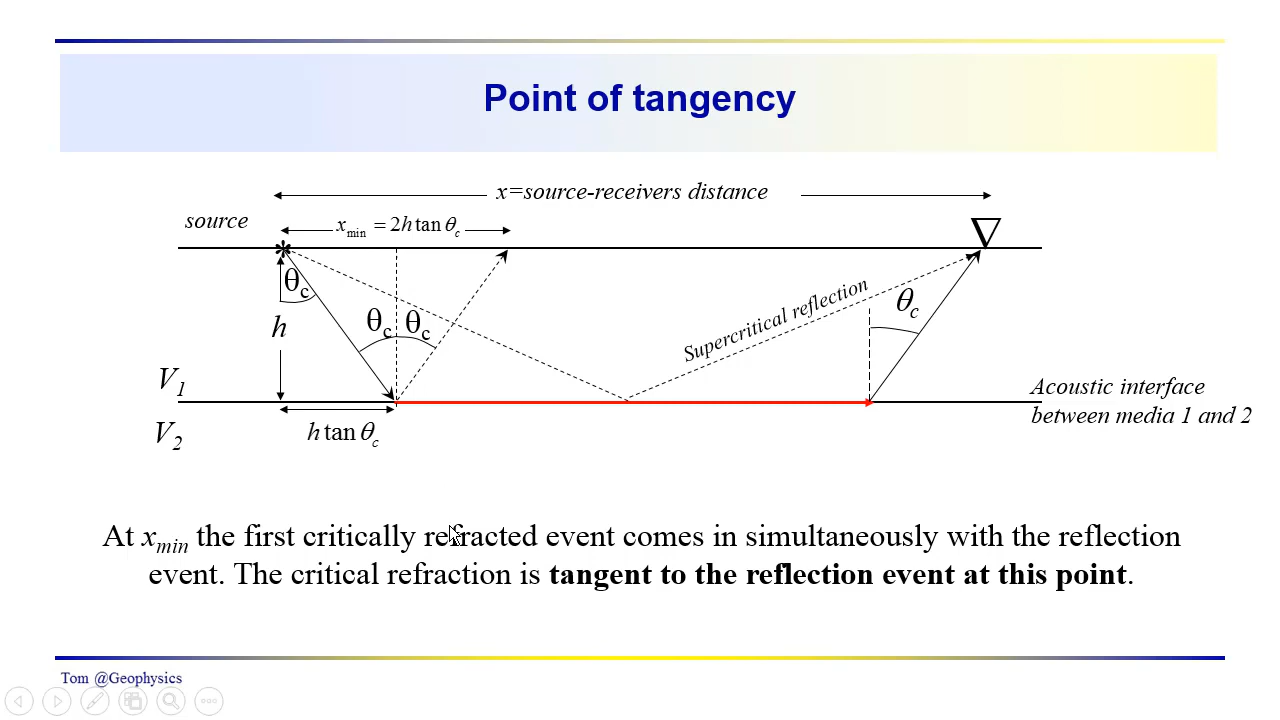 Point of tangency
x=source-receivers distance
source
x_min = 2h tan θ_c
θ_c
θ_c θ_c
θ_c
Supercritical reflection
h
V_1
Acoustic interface
between media 1 and 2
V_2
h tan θ_c
At x_min the first critically refracted event comes in simultaneously with the reflection
event. The critical refraction is tangent to the reflection event at this point.
Tom @Geophysics